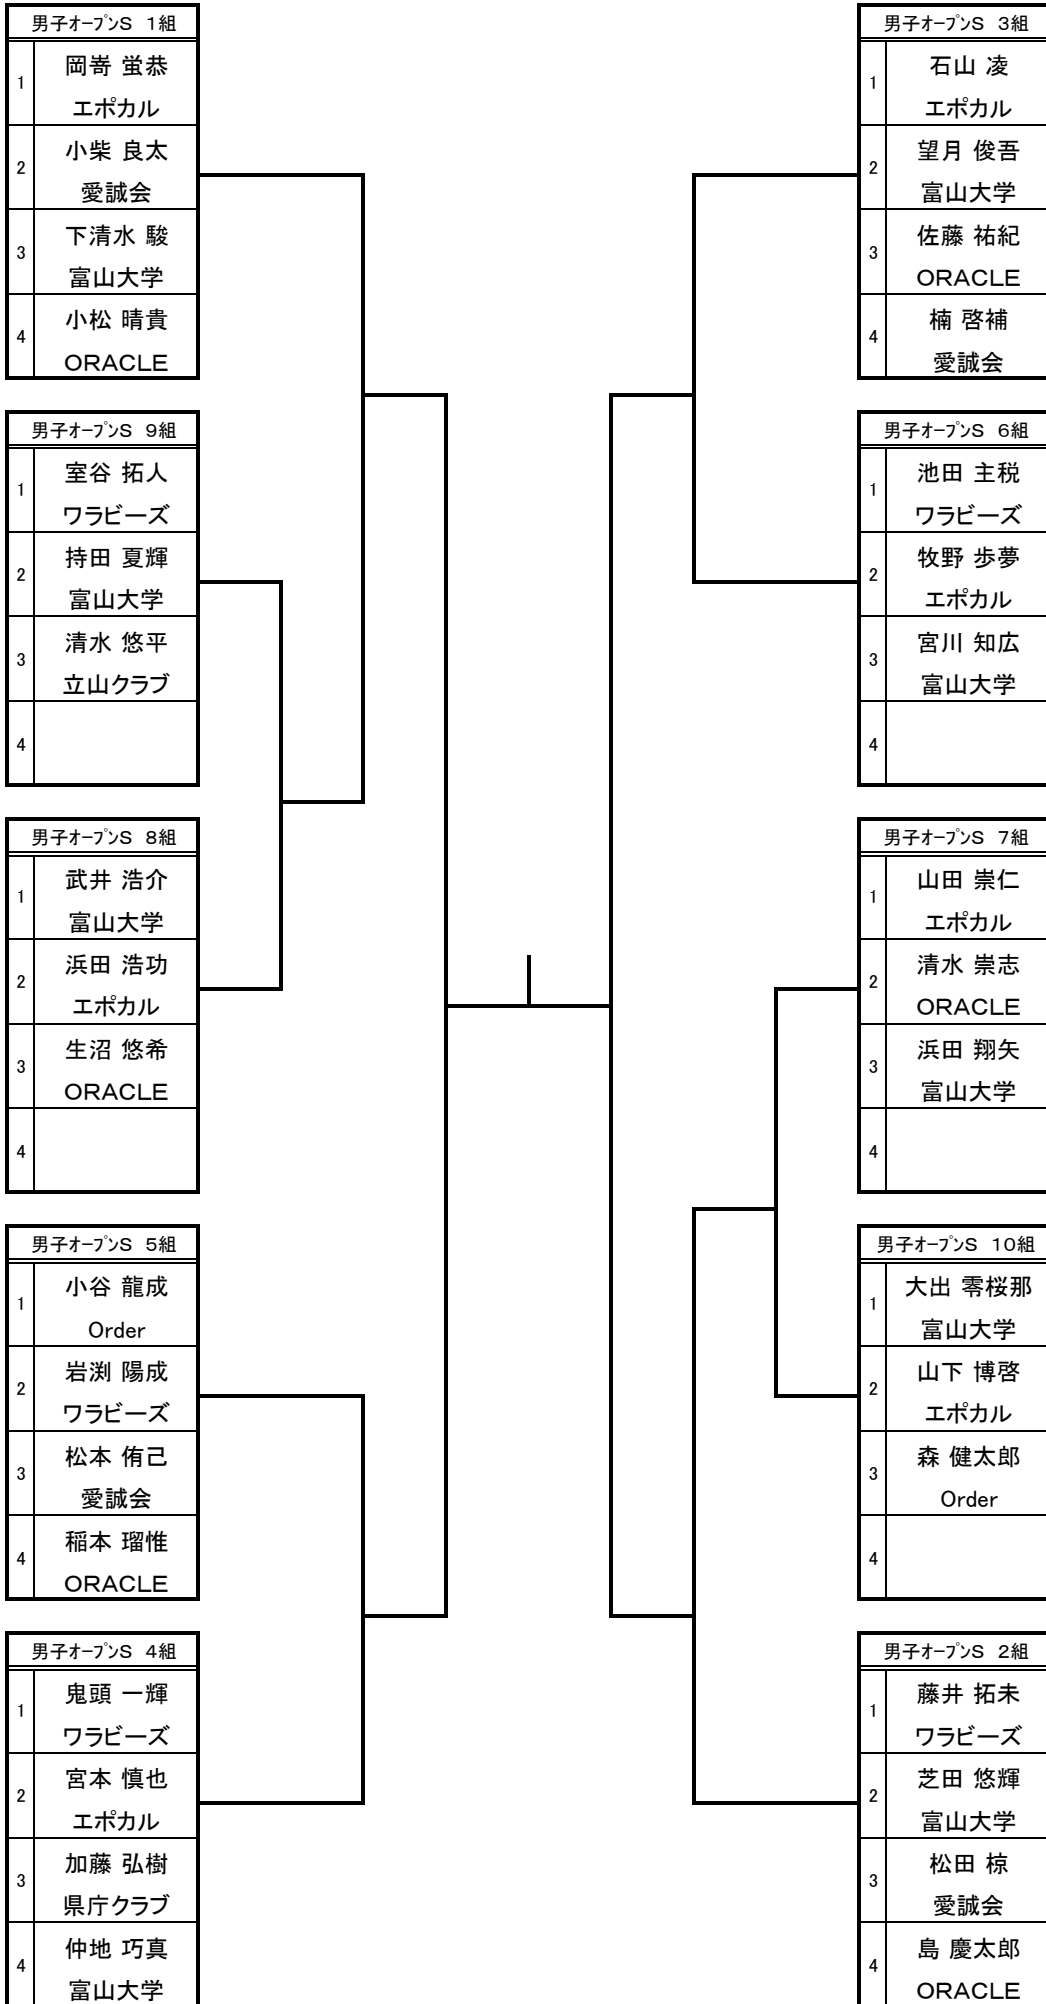 男子オープンS 1組
1
岡嵜 蛍恭
エポカル
2
小柴 良太
愛誠会
3
下清水 駿
富山大学
4
小松 晴貴
ORACLE
男子オープンS 9組
1
室谷 拓人
ワラビーズ
2
持田 夏輝
富山大学
3
清水 悠平
立山クラブ
4
男子オープンS 8組
1
武井 浩介
富山大学
2
浜田 浩功
エポカル
3
生沼 悠希
ORACLE
4
男子オープンS 5組
1
小谷 龍成
Order
2
岩渕 陽成
ワラビーズ
3
松本 侑己
愛誠会
4
稲本 瑠惟
ORACLE
男子オープンS 4組
1
鬼頭 一輝
ワラビーズ
2
宮本 慎也
エポカル
3
加藤 弘樹
県庁クラブ
4
仲地 巧真
富山大学
男子オープンS 3組
1
石山 凌
エポカル
2
望月 俊吾
富山大学
3
佐藤 祐紀
ORACLE
4
楠 啓補
愛誠会
男子オープンS 6組
1
池田 主税
ワラビーズ
2
牧野 歩夢
エポカル
3
宮川 知広
富山大学
4
男子オープンS 7組
1
山田 崇仁
エポカル
2
清水 崇志
ORACLE
3
浜田 翔矢
富山大学
4
男子オープンS 10組
1
大出 零桜那
富山大学
2
山下 博啓
エポカル
3
森 健太郎
Order
4
男子オープンS 2組
1
藤井 拓未
ワラビーズ
2
芝田 悠輝
富山大学
3
松田 椋
愛誠会
4
島 慶太郎
ORACLE